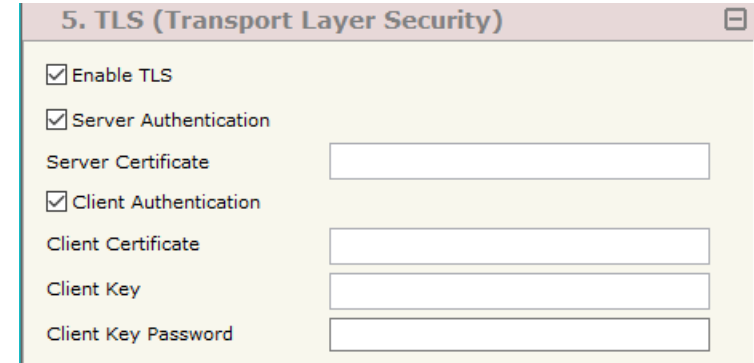 5. TLS (Transport Layer Security)
Enable TLS
Server Authentication
Server Certificate
Client Authentication
Client Certificate
Client Key
Client Key Password